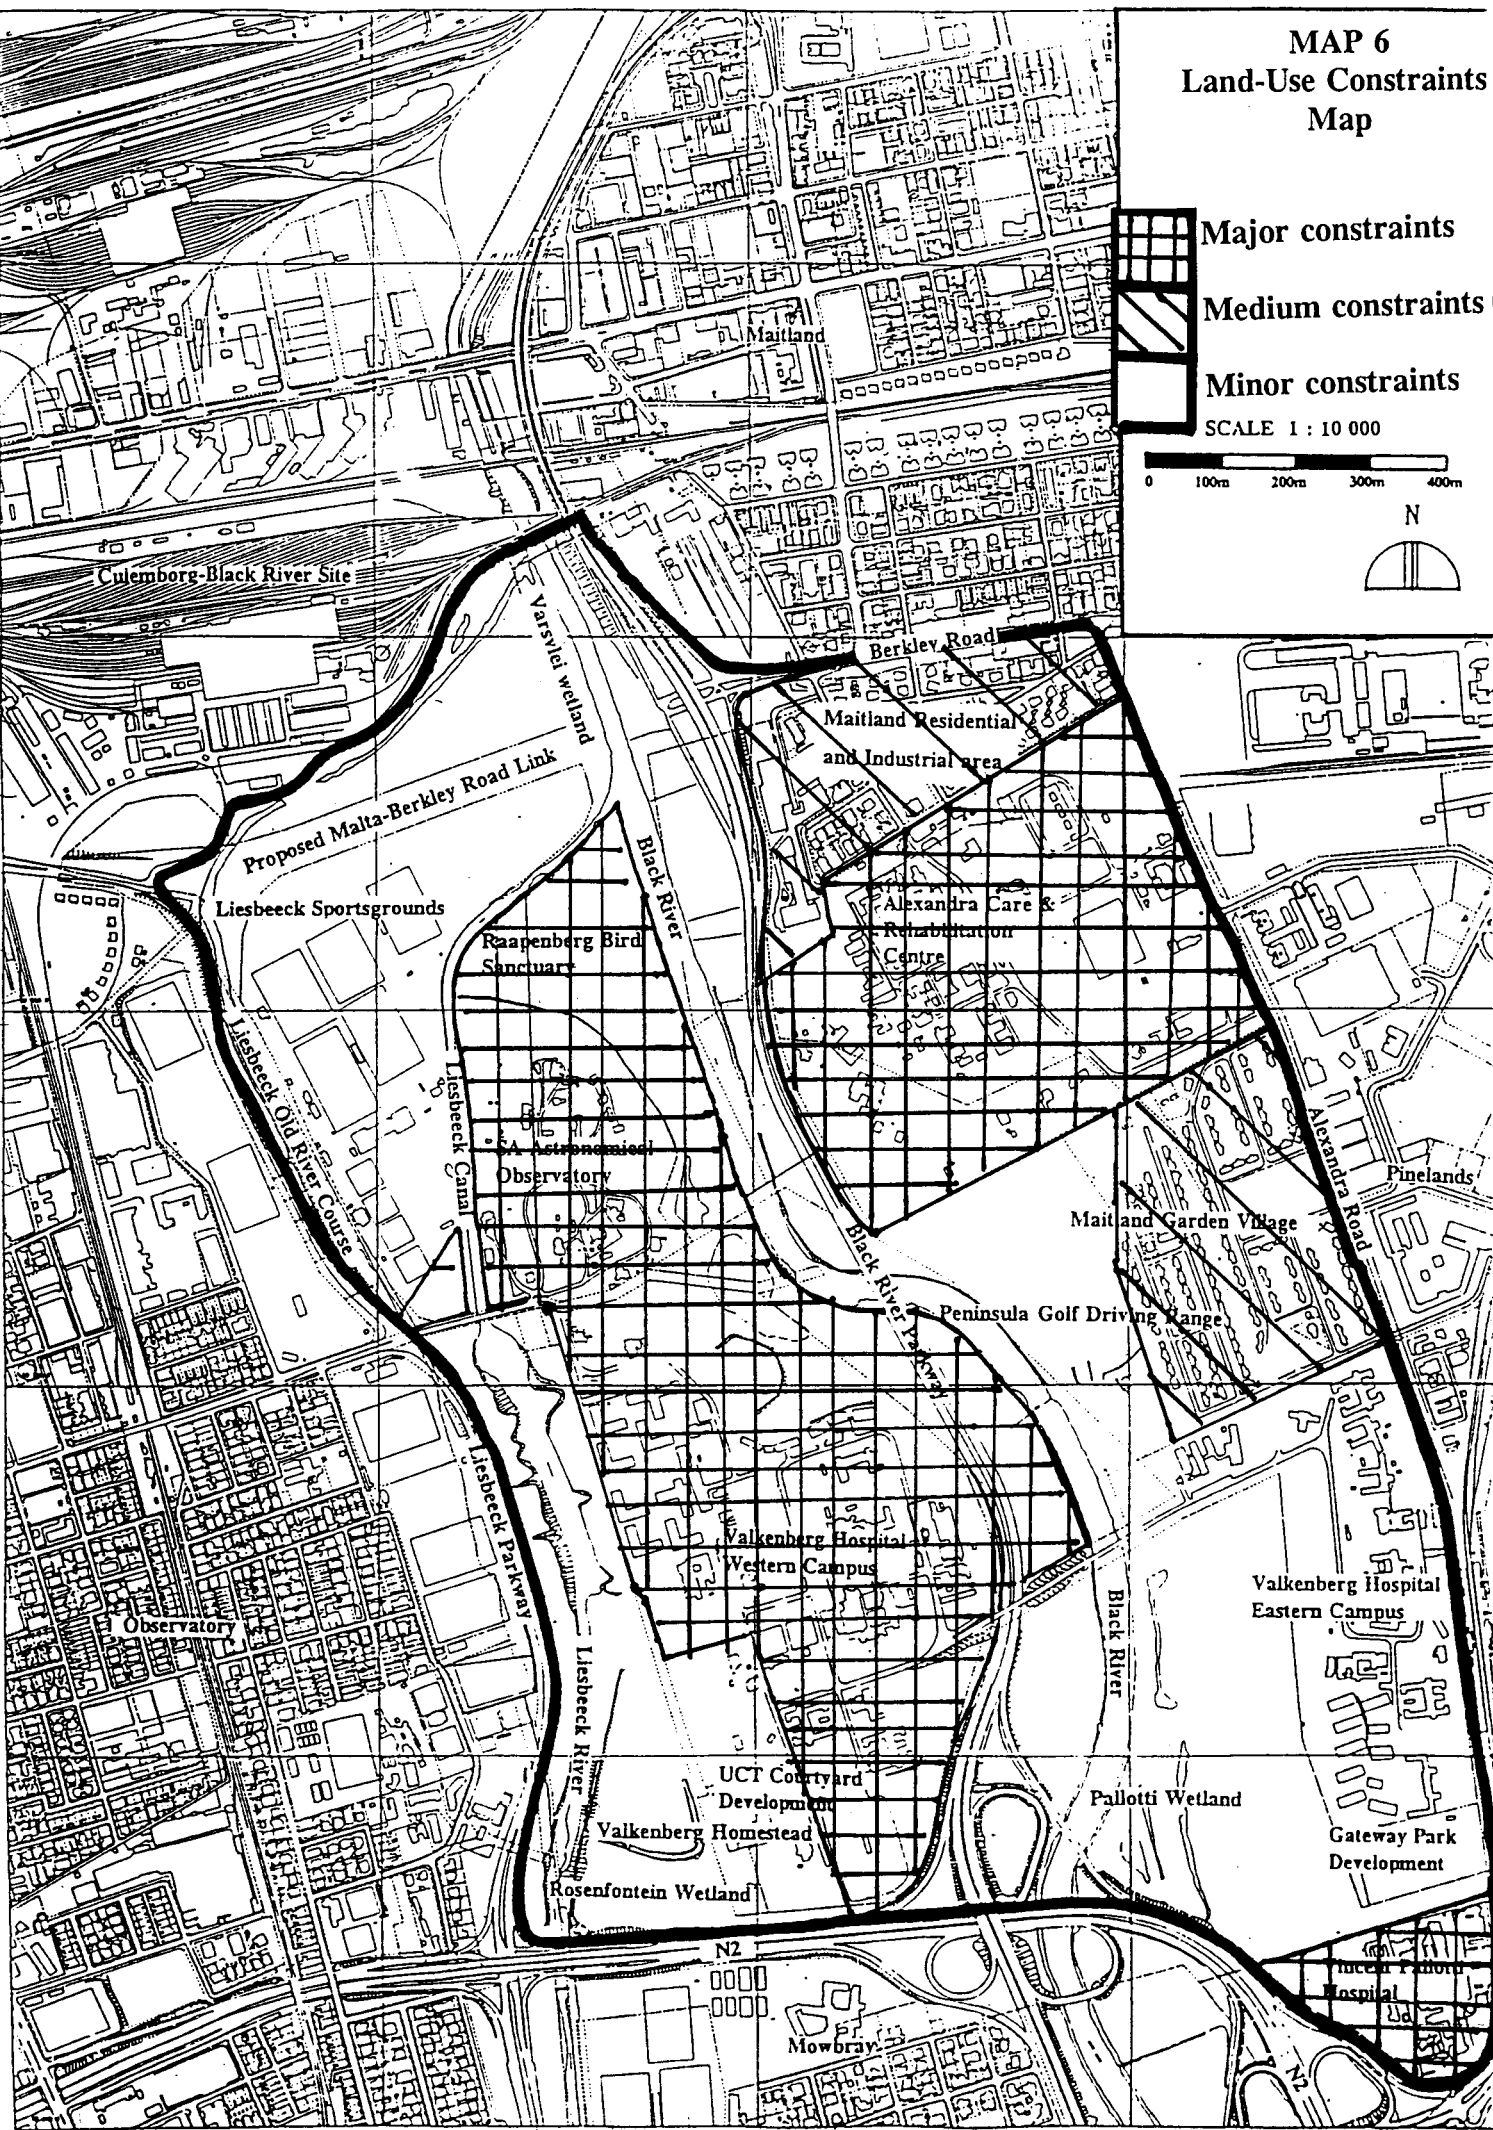 MAP 6
Land-Use Constraints
Map
Major constraints
Medium constraints
Minor constraints
SCALE 1 : 10 000
0 100m 200m 300m 400m
N
Maitland
Culemborg-Black River Site
Varsvlei wetland
Berkley Road
Maitland Residential
and Industrial area
Proposed Malta-Berkley Road Link
Black River
Liesbeeck Sportsgrounds
Alexandra Care &
Rehabilitation
Centre
Raapenberg Bird
Sanctuary
Liesbeeck Old River Course
Liesbeeck Canal
SA Astronomical
Observatory
Alexandra Road
Pinelands
Maitland Garden Village
Black River Parkway
Peninsula Golf Driving Range
Liesbeeck Parkway
Valkenberg Hospital
Western Campus
Valkenberg Hospital
Eastern Campus
Black River
Observatory
Liesbeeck River
UCT Courtyard
Development
Pallotti Wetland
Valkenberg Homestead
Gateway Park
Development
Rosenfontein Wetland
N2
Vincent Pallotti
Hospital
Mowbray
N2